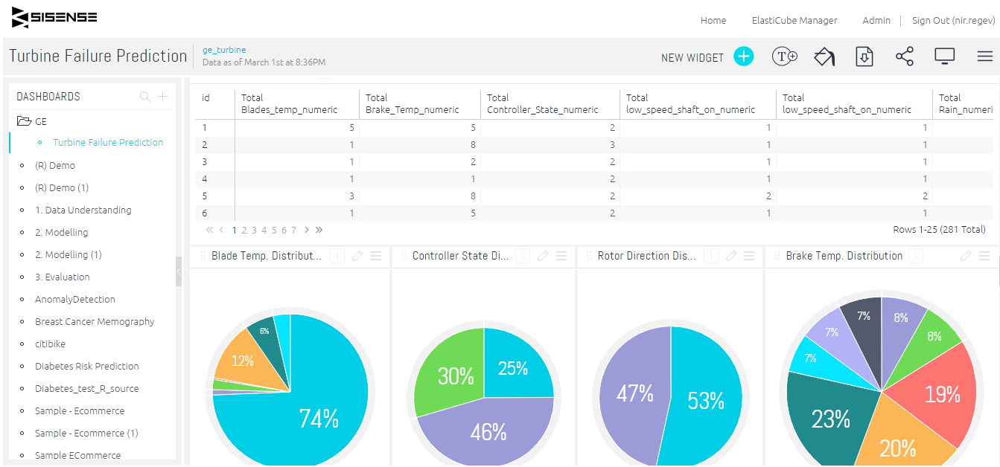 SISENSE
Home ElastiCube Manager Admin Sign Out (nir.regev)
Turbine Failure Prediction
ge_turbine
Data as of March 1st at 8:36PM
NEW WIDGET
T
DASHBOARDS
GE
Turbine Failure Prediction
(R) Demo
(R) Demo (1)
1. Data Understanding
2. Modelling
2. Modelling (1)
3. Evaluation
AnomalyDetection
Breast Cancer Memography
citibike
Diabetes Risk Prediction
Diabetes_test_R_source
Sample - Ecommerce
Sample - Ecommerce (1)
Sample ECommerce
id Total Total Total Total Total Total
Blades_temp_numeric Brake_Temp_numeric Controller_State_numeric low_speed_shaft_on_numeric low_speed_shaft_on_numeric Rain_numeri
1 5 5 2 1 1
2 1 8 3 1 1
3 1 2 2 1 1
4 1 1 2 1 1
5 3 8 2 2 2
6 1 5 2 1 1
« ‹ 1 2 3 4 5 6 7 › » Rows 1-25 (281 Total)
Blade Temp. Distribut... i Controller State Di... i Rotor Direction Dis... i Brake Temp. Distribution i
6%
12%
74%
30% 25%
46%
47% 53%
7% 8%
7% 8%
7%
19%
23%
20%